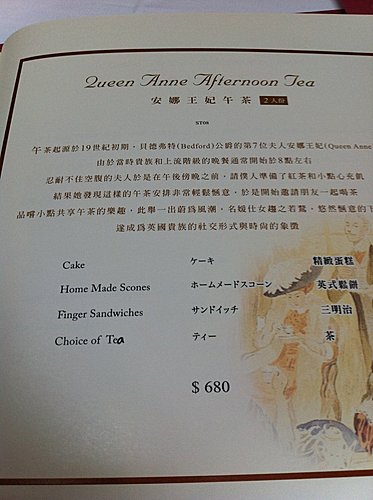 Queen Anne Afternoon Tea
安娜王妃午茶 2人份
ST08
午茶起源於19世紀初期，貝德弗特(Bedford)公爵的第7位夫人安娜王妃(Queen Anne
由於當時貴族和上流階級的晚餐通常開始於8點左右
忍耐不住空腹的夫人於是在午後傍晚之前，請僕人準備了紅茶和小點心充飢
結果她發現這樣的午茶安排非常輕鬆愜意，於是開始邀請朋友一起喝茶
品嚐小點共享午茶的樂趣，此舉一出蔚為風潮，名媛仕女趨之若鶩，悠然愜意的下
遂成為英國貴族的社交形式與時尚的象徵
Cake ケーキ 精緻蛋糕
Home Made Scones ホームメードスコーン 英式鬆餅
Finger Sandwiches サンドイッチ 三明治
Choice of Tea ティー 茶
$ 680